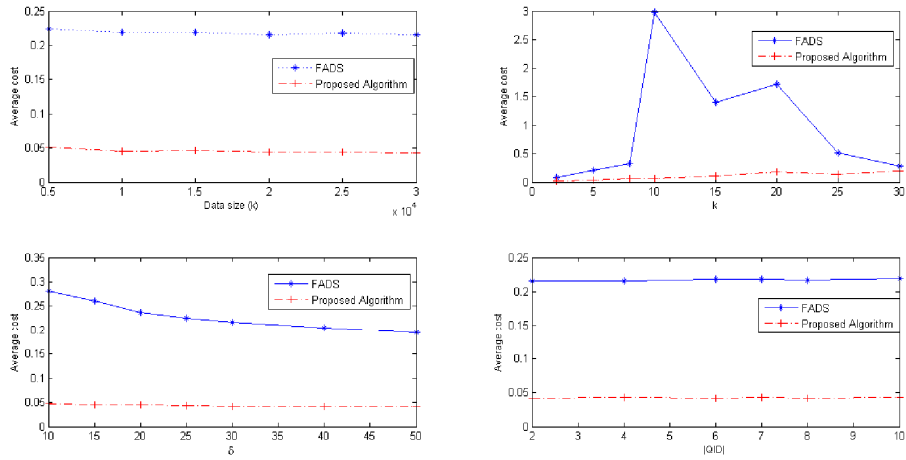 0.25
0.2
0.15
0.1
0.05
0
Average cost
FADS
Proposed Algorithm
0.5 1 1.5 2 2.5 3
Data size (k)
x 10^4
3
2.5
2
1.5
1
0.5
0
Average cost
FADS
Proposed Algorithm
0 5 10 15 20 25 30
k
0.35
0.3
0.25
0.2
0.15
0.1
0.05
0
Average cost
FADS
Proposed Algorithm
10 15 20 25 30 35 40 45 50
δ
0.25
0.2
0.15
0.1
0.05
0
Average cost
FADS
Proposed Algorithm
2 3 4 5 6 7 8 9 10
|QID|